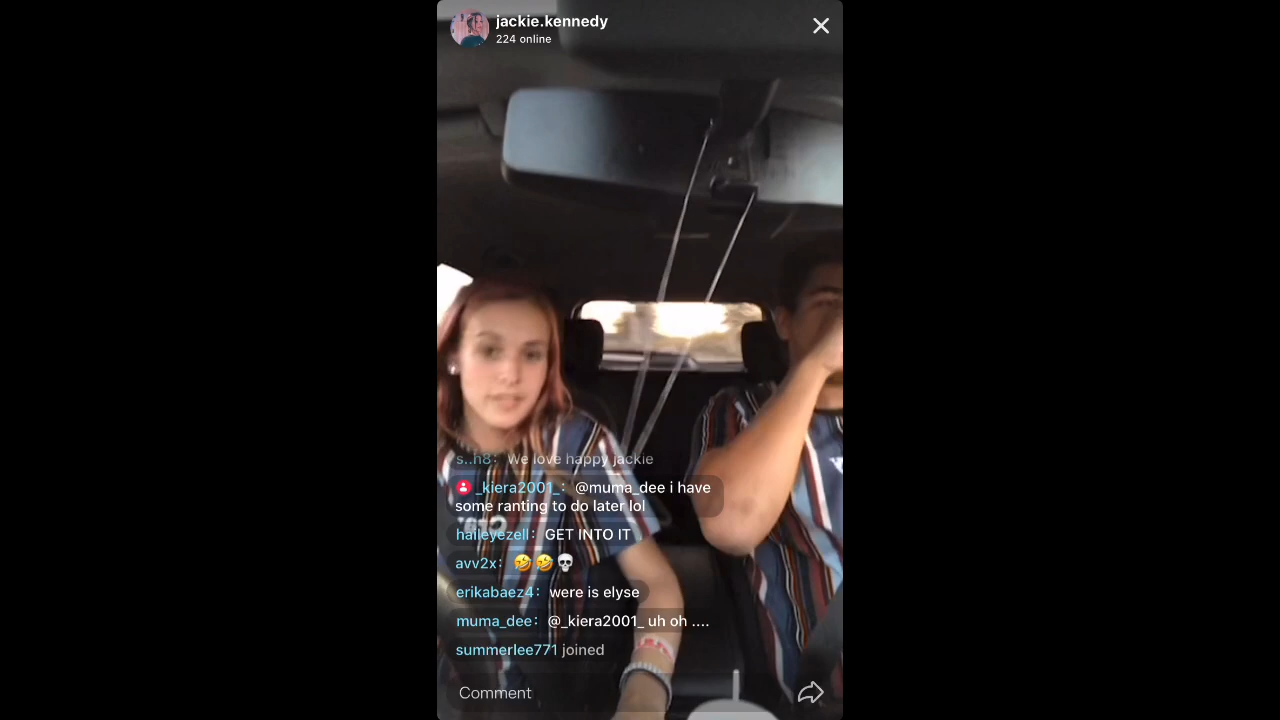 jackie.kennedy
224 online
s..h8: We love happy jackie
_kiera2001_: @muma_dee i have
some ranting to do later lol
haileyezell: GET INTO IT
avv2x: 🤣🤣💀
erikabaez4: were is elyse
muma_dee: @_kiera2001_ uh oh ....
summerlee771 joined
Comment